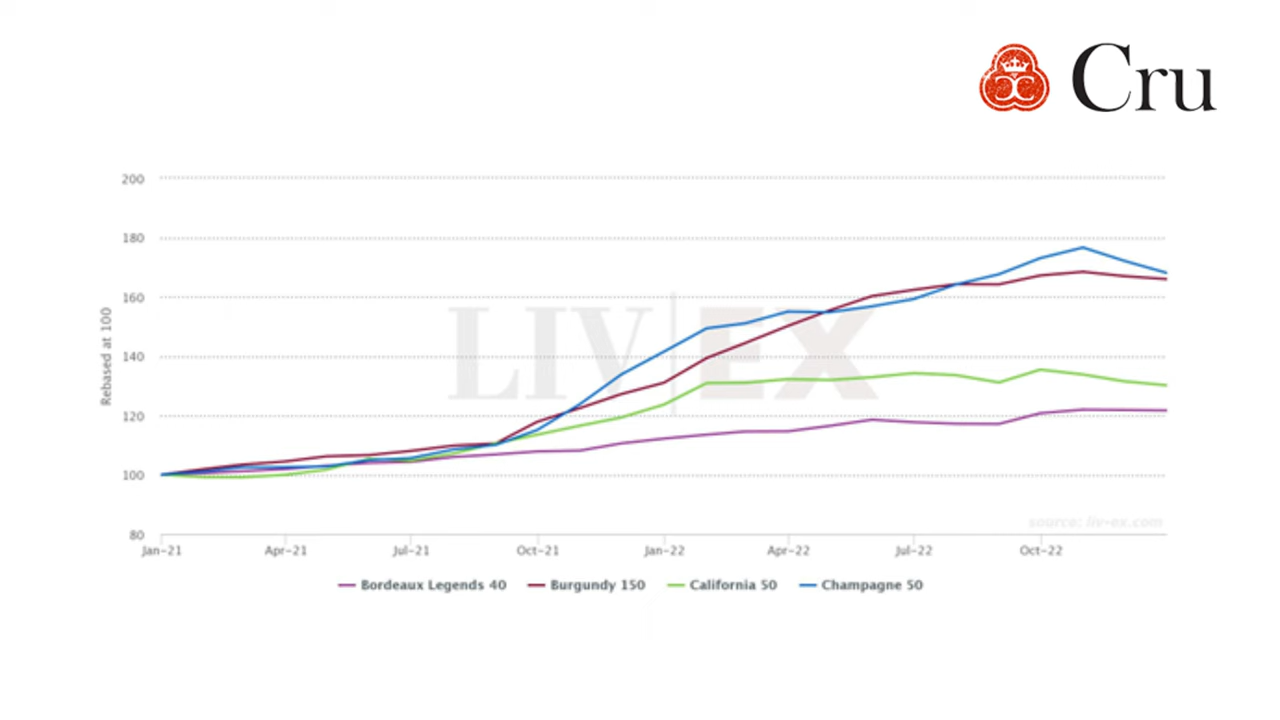 Cru
200
180
160
140
120
100
80
Rebased at 100
LIV EX
source: liv-ex.com
Jan-21 Apr-21 Jul-21 Oct-21 Jan-22 Apr-22 Jul-22 Oct-22
Bordeaux Legends 40 Burgundy 150 California 50 Champagne 50